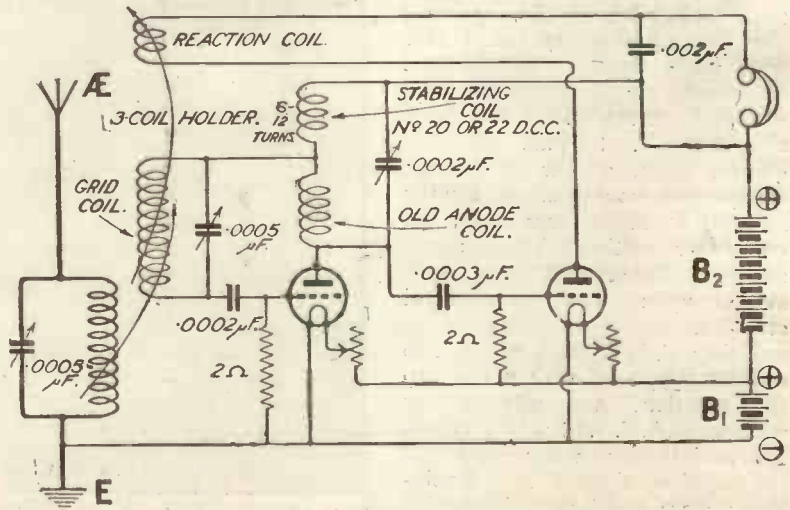 REACTION COIL.
.002µF.
Æ
3-COIL HOLDER.
6-
12
TURNS
STABILIZING
COIL
Nº 20 OR 22 D.C.C.
.0002µF.
GRID
COIL.
.0005
µF.
OLD ANODE
COIL.
.0003µF.
.0002µF.
2Ω
2Ω
.0005
µF.
B₂
B₁
E
+
+
−